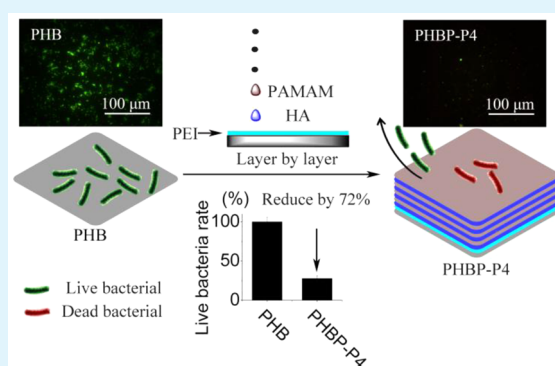 PHB
100 μm
PEI
PAMAM
HA
Layer by layer
PHBP-P4
100 μm
PHB
PHBP-P4
(%)
Reduce by 72%
Live bacteria rate
100
50
0
PHB
PHBP-P4
Live bacterial
Dead bacterial